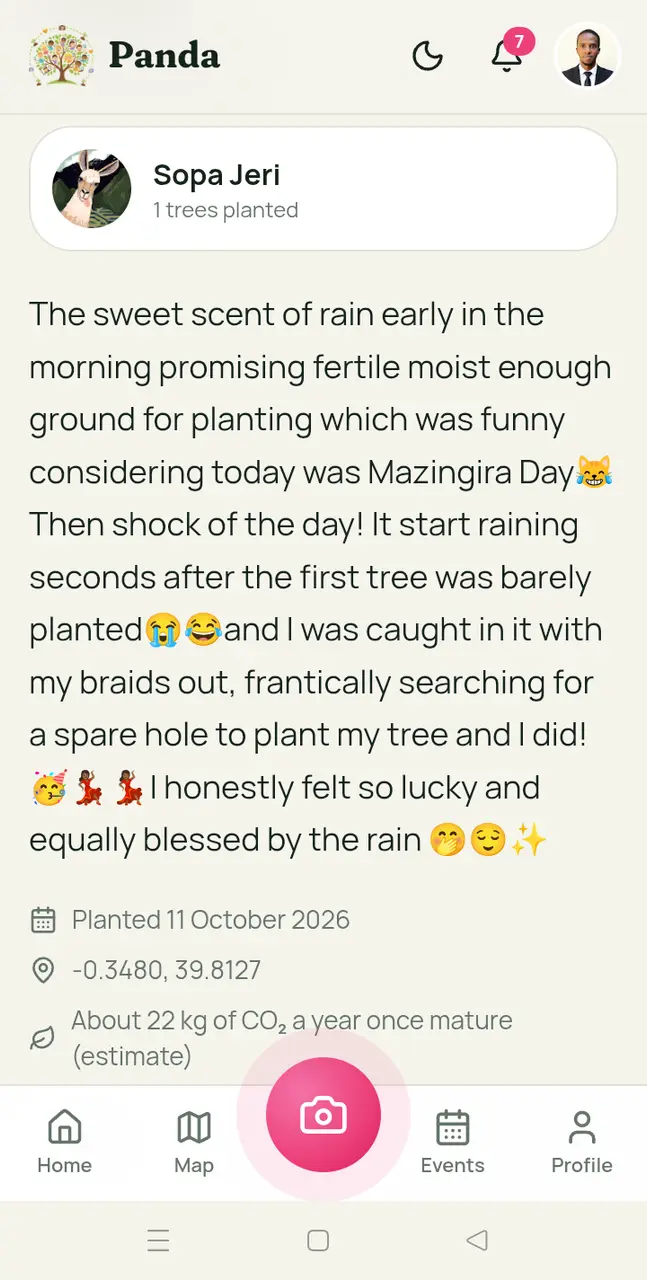 Panda
7
Sopa Jeri
1 trees planted
The sweet scent of rain early in the
morning promising fertile moist enough
ground for planting which was funny
considering today was Mazingira Day😹
Then shock of the day! It start raining
seconds after the first tree was barely
planted😭😂and I was caught in it with
my braids out, frantically searching for
a spare hole to plant my tree and I did!
🥳💃🏾💃🏾I honestly felt so lucky and
equally blessed by the rain 🤭😌✨
Planted 11 October 2026
-0.3480, 39.8127
About 22 kg of CO₂ a year once mature
(estimate)
Home
Map
Events
Profile